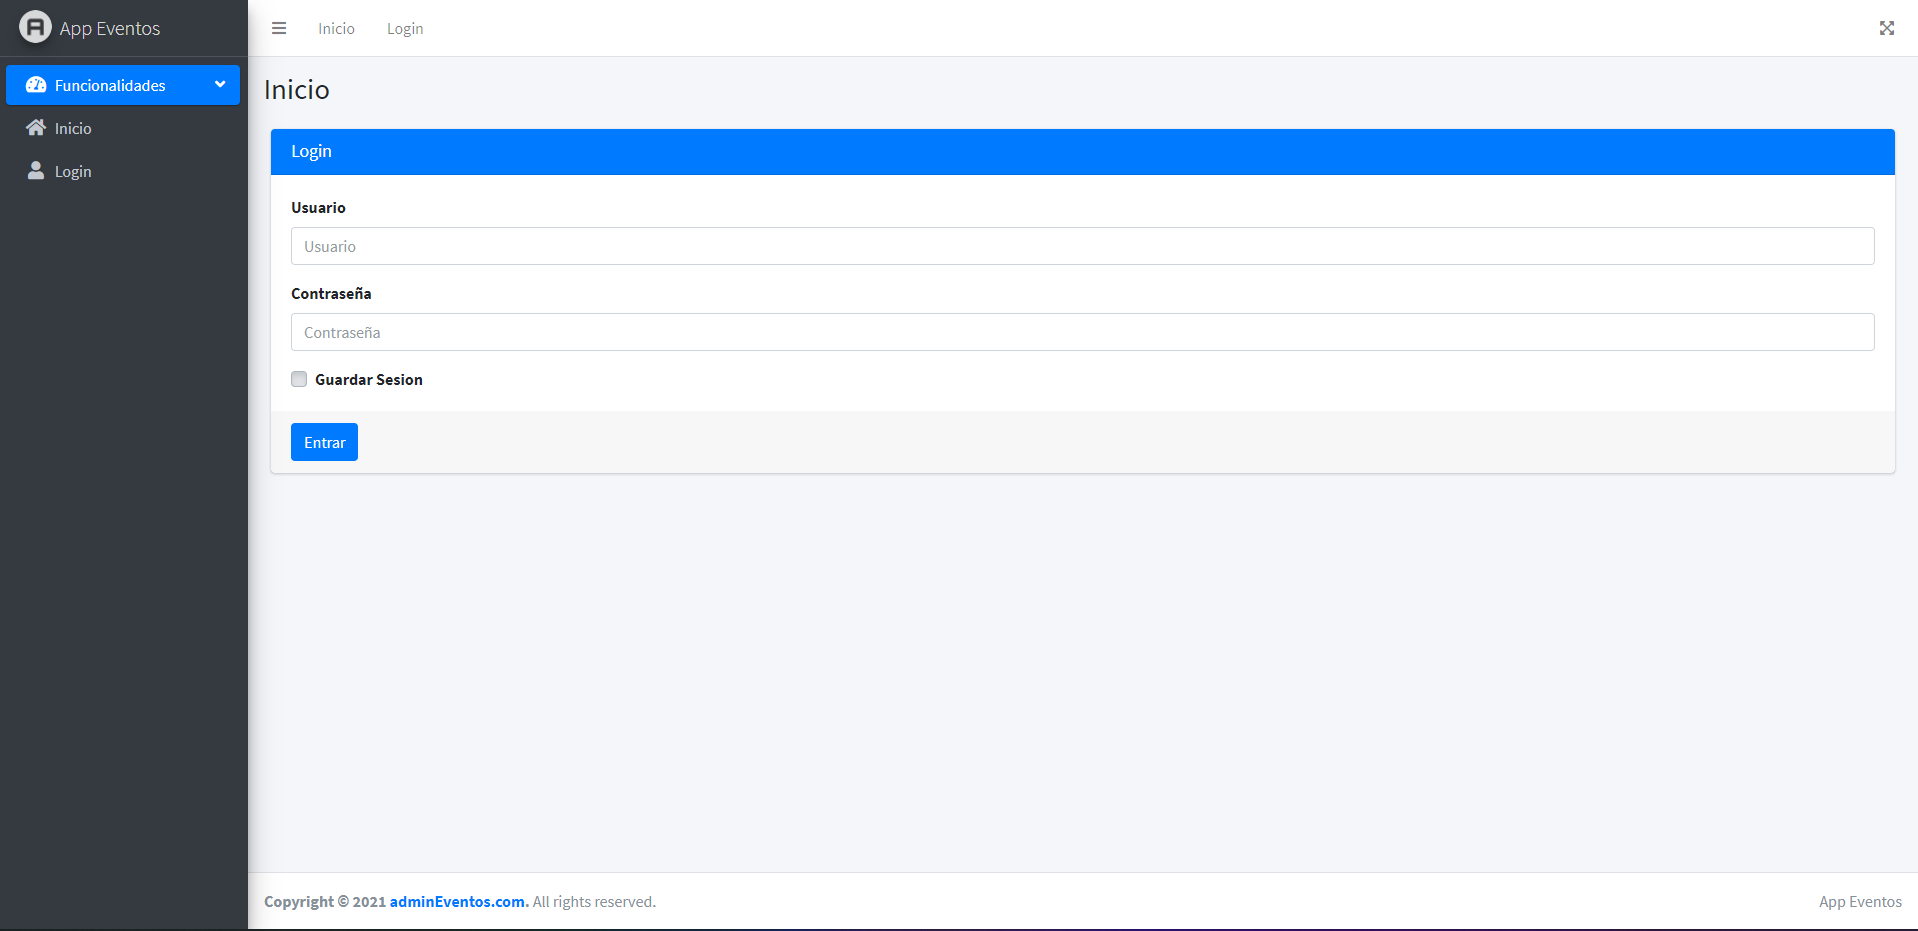 App Eventos
Inicio Login
Funcionalidades
Inicio
Login
Inicio
Login
Usuario
Usuario
Contraseña
Contraseña
Guardar Sesion
Entrar
Copyright © 2021 adminEventos.com. All rights reserved.
App Eventos